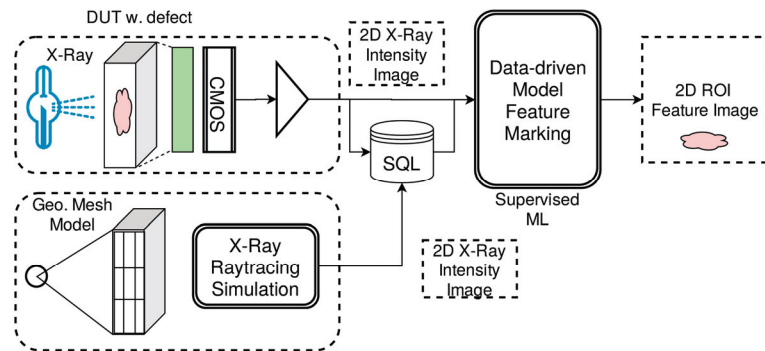 DUT w. defect
X-Ray
CMOS
2D X-Ray
Intensity
Image
SQL
Data-driven
Model
Feature
Marking
Supervised
ML
2D ROI
Feature Image
Geo. Mesh
Model
X-Ray
Raytracing
Simulation
2D X-Ray
Intensity
Image